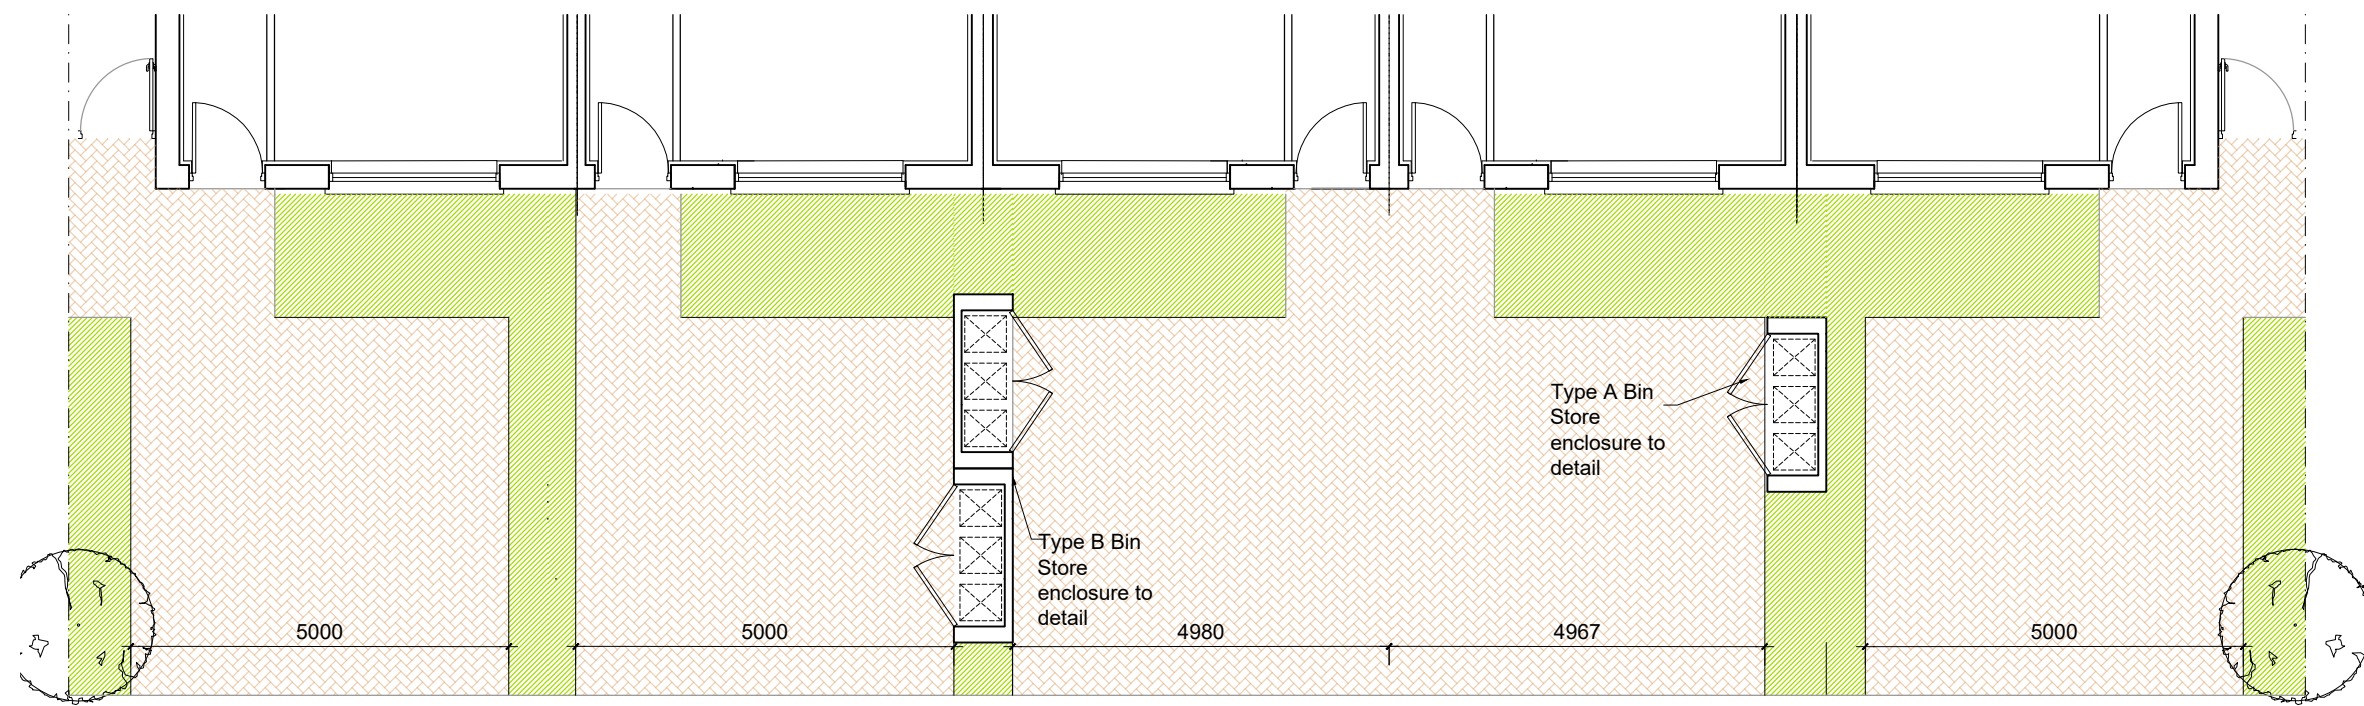 Type A Bin
Store
enclosure to
detail
Type B Bin
Store
enclosure to
detail
5000
5000
4980
4967
5000